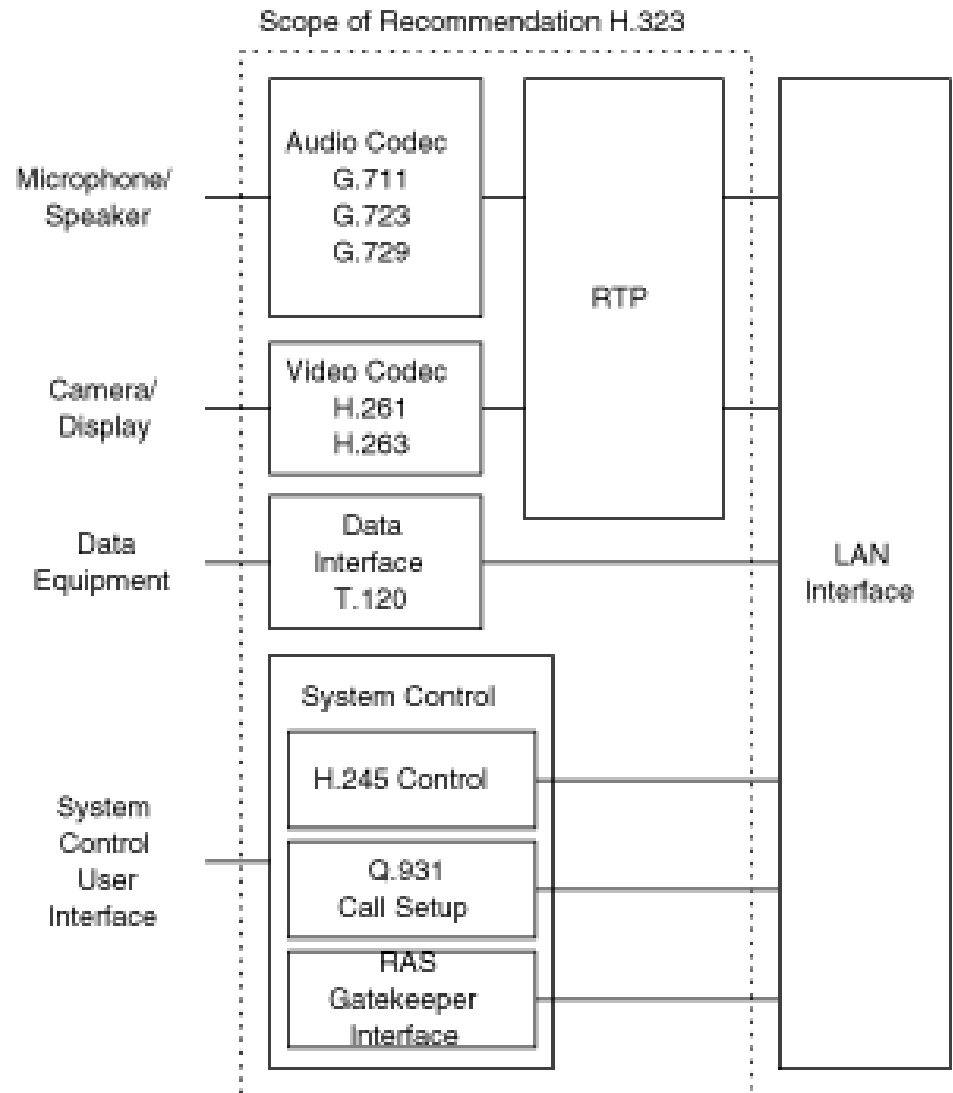 Scope of Recommendation H.323
Microphone/
Speaker
Audio Codec
G.711
G.723
G.729
RTP
Camera/
Display
Video Codec
H.261
H.263
Data
Equipment
Data
Interface
T.120
LAN
Interface
System
Control
User
Interface
System Control
H.245 Control
Q.931
Call Setup
RAS
Gatekeeper
Interface